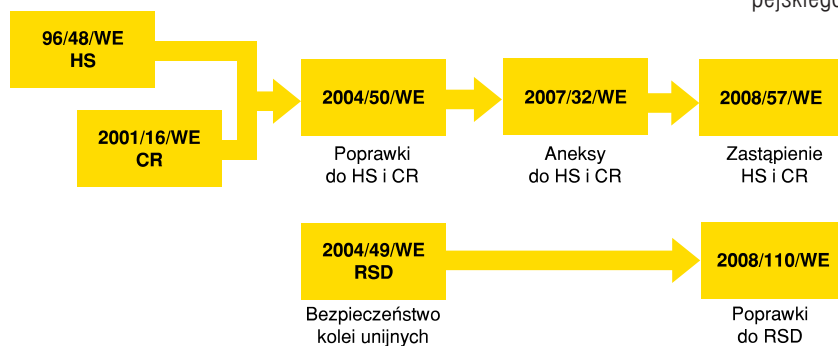 pejskiego
96/48/WE
HS
2001/16/WE
CR
2004/50/WE
Poprawki
do HS i CR
2007/32/WE
Aneksy
do HS i CR
2008/57/WE
Zastąpienie
HS i CR
2004/49/WE
RSD
Bezpieczeństwo
kolei unijnych
2008/110/WE
Poprawki
do RSD